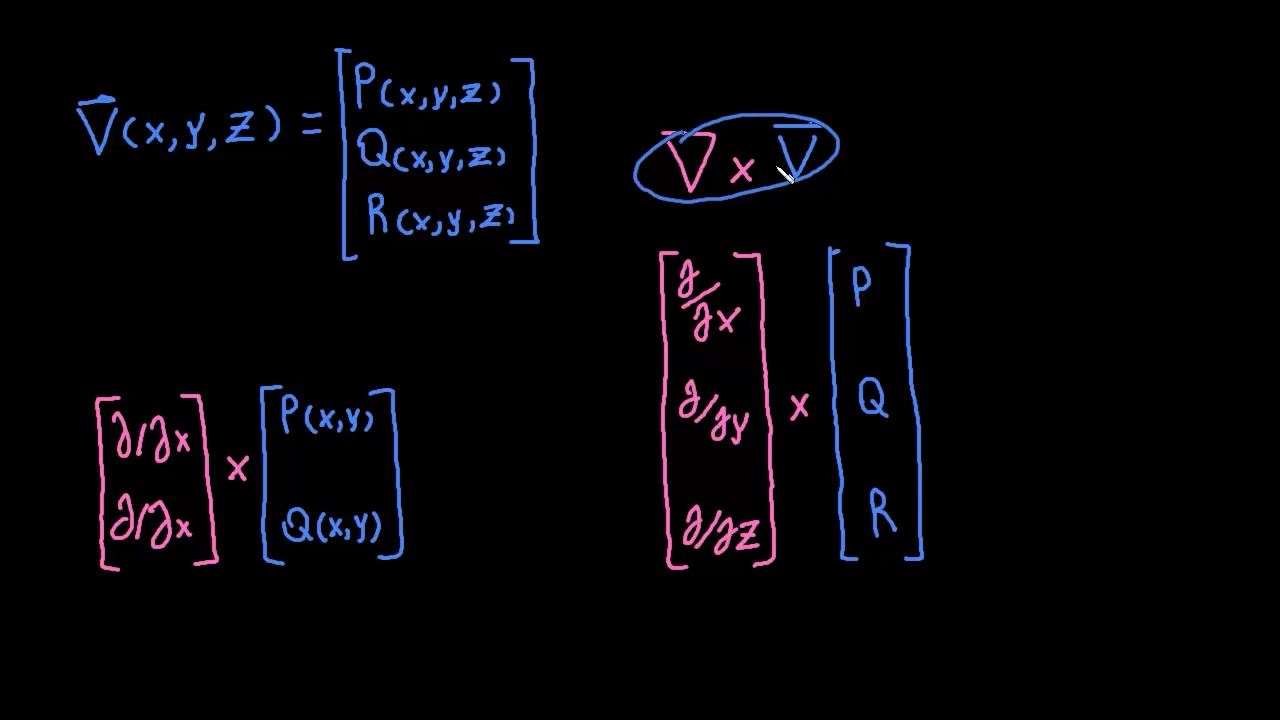 V(x,y,z) = [P(x,y,z)
Q(x,y,z)
R(x,y,z)]
∇ × V
[∂/∂x
∂/∂y
∂/∂z] × [P
Q
R]
[∂/∂x
∂/∂x] × [P(x,y)
Q(x,y)]